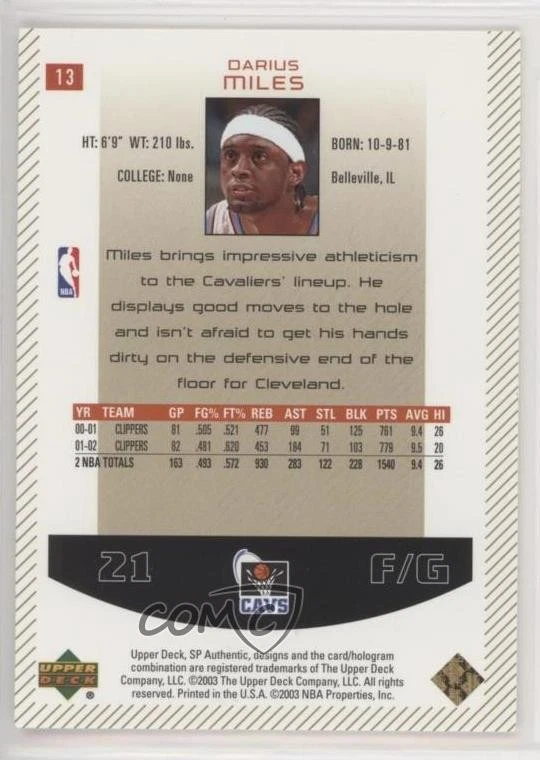 13
DARIUS
MILES
HT: 6'9" WT: 210 lbs.
COLLEGE: None
BORN: 10-9-81
Belleville, IL
NBA
Miles brings impressive athleticism
to the Cavaliers' lineup. He
displays good moves to the hole
and isn't afraid to get his hands
dirty on the defensive end of the
floor for Cleveland.
YR TEAM GP FG% FT% REB AST STL BLK PTS AVG HI
00-01 CLIPPERS 81 .505 .521 477 99 51 125 761 9.4 26
01-02 CLIPPERS 82 .481 .620 453 184 71 103 779 9.5 20
2 NBA TOTALS 163 .493 .572 930 283 122 228 1540 9.4 26
21
CAVS
F/G
COMC
Upper Deck, SP Authentic, designs and the card/hologram
combination are registered trademarks of The Upper Deck
Company, LLC. ©2003 The Upper Deck Company, LLC. All rights
reserved. Printed in the U.S.A. ©2003 NBA Properties, Inc.
UPPER
DECK
®